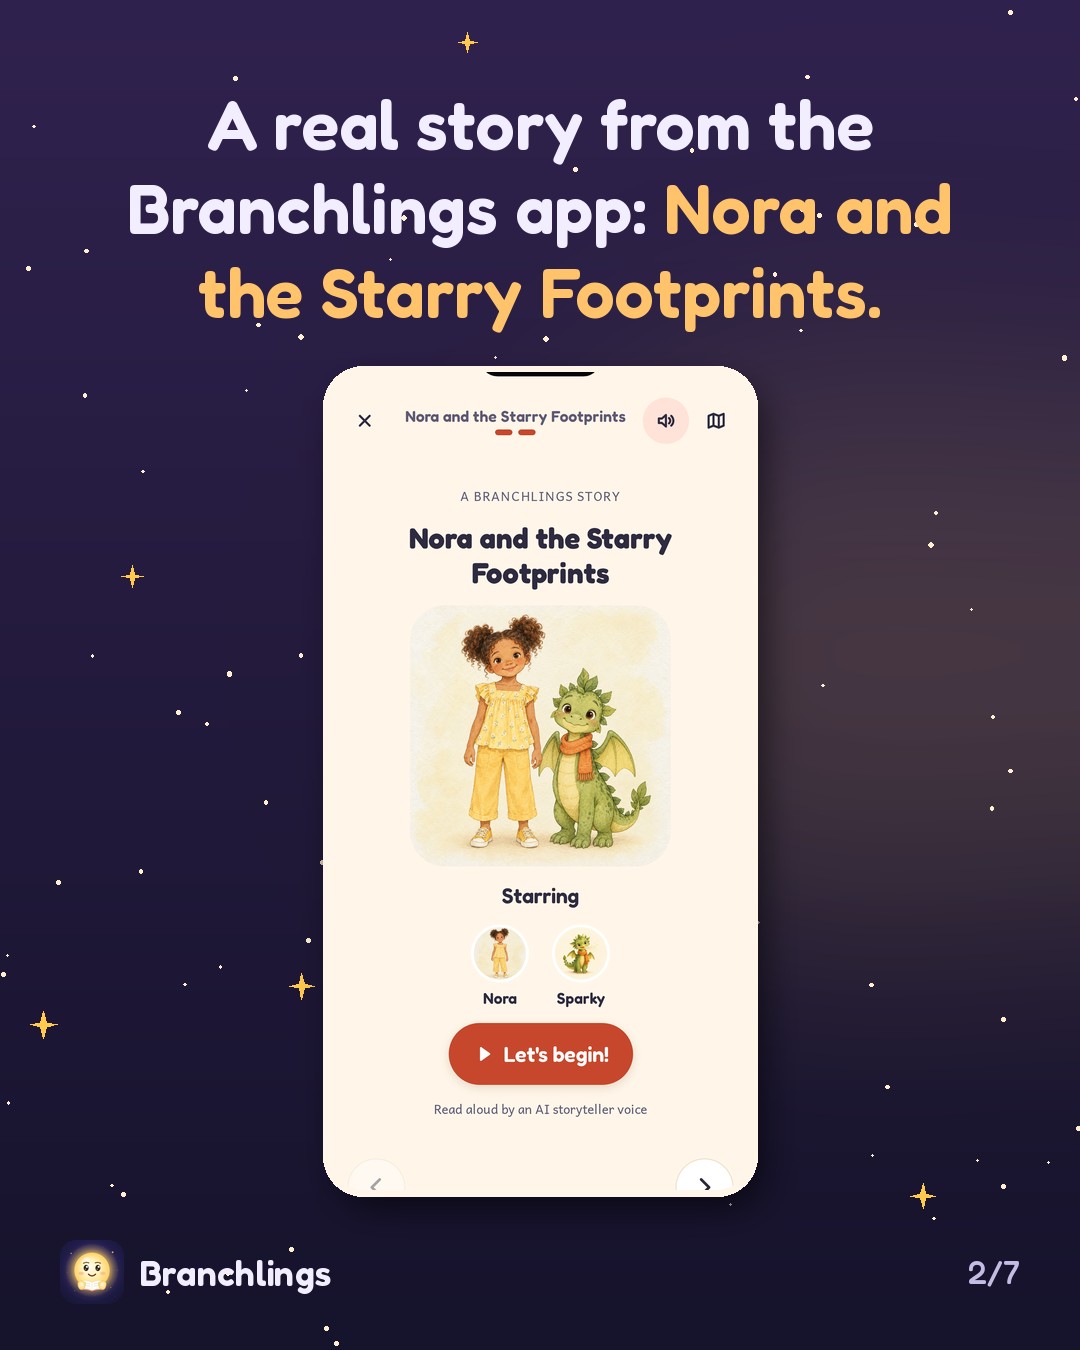 A real story from the
Branchlings app: Nora and
the Starry Footprints.
Nora and the Starry Footprints
A BRANCHLINGS STORY
Nora and the Starry
Footprints
Starring
Nora Sparky
Let's begin!
Read aloud by an AI storyteller voice
Branchlings
2/7